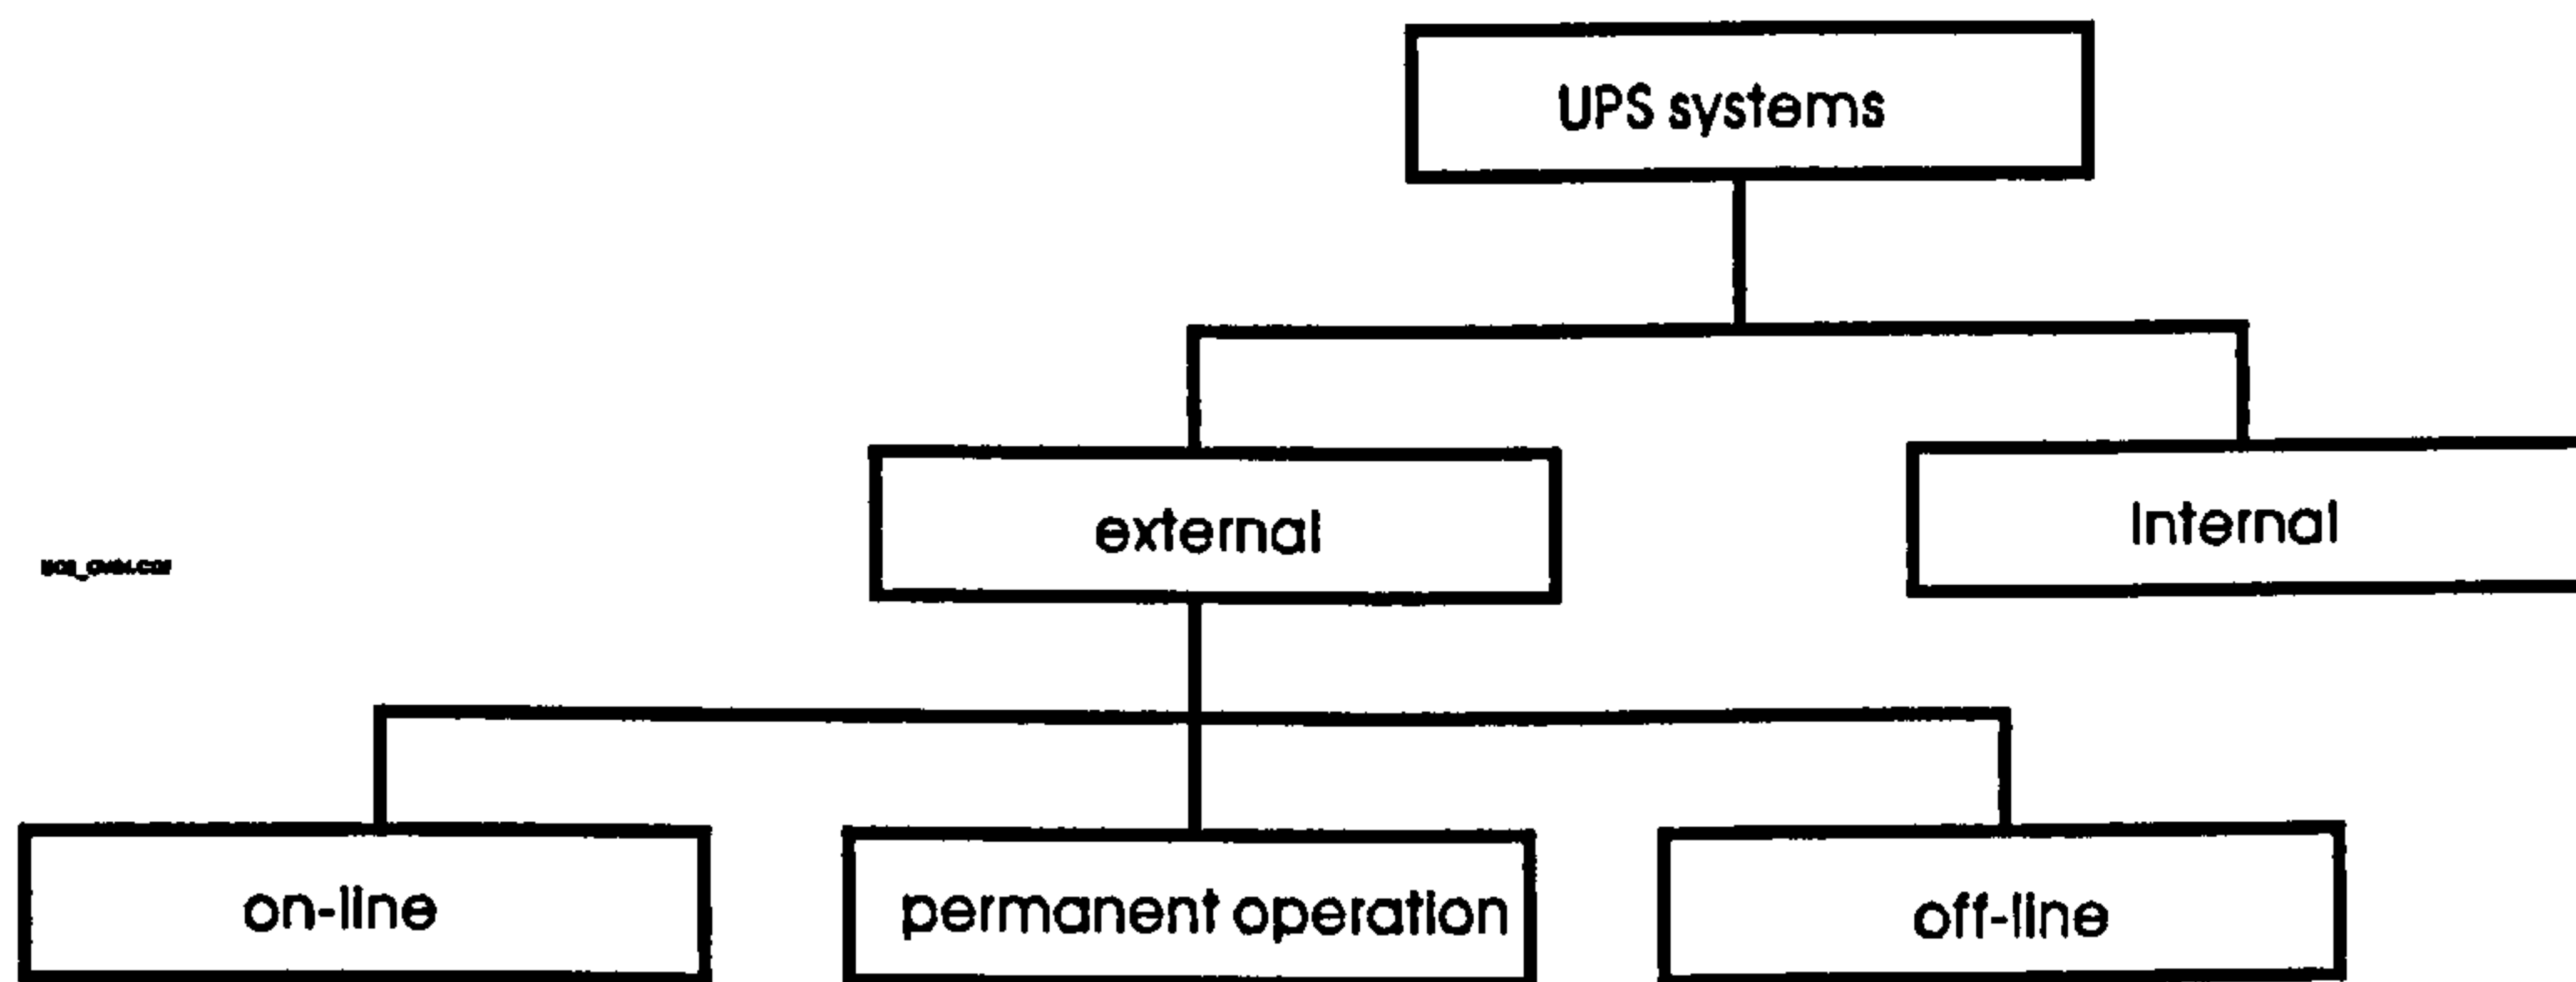 UPS systems
external
internal
on-line
permanent operation
off-line